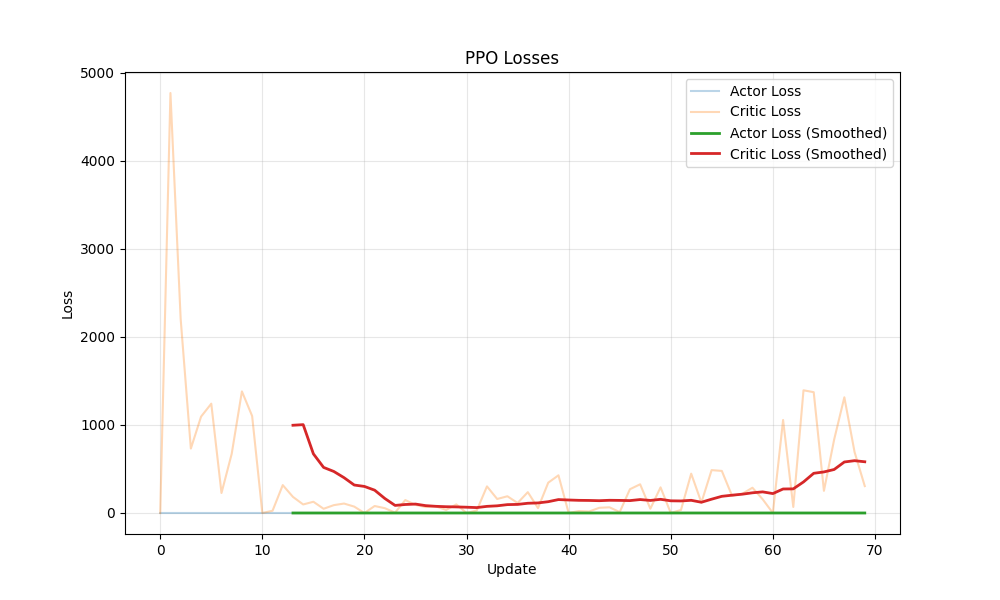 PPO Losses
Actor Loss
Critic Loss
Actor Loss (Smoothed)
Critic Loss (Smoothed)
5000
4000
3000
2000
1000
0
Loss
0 10 20 30 40 50 60 70
Update